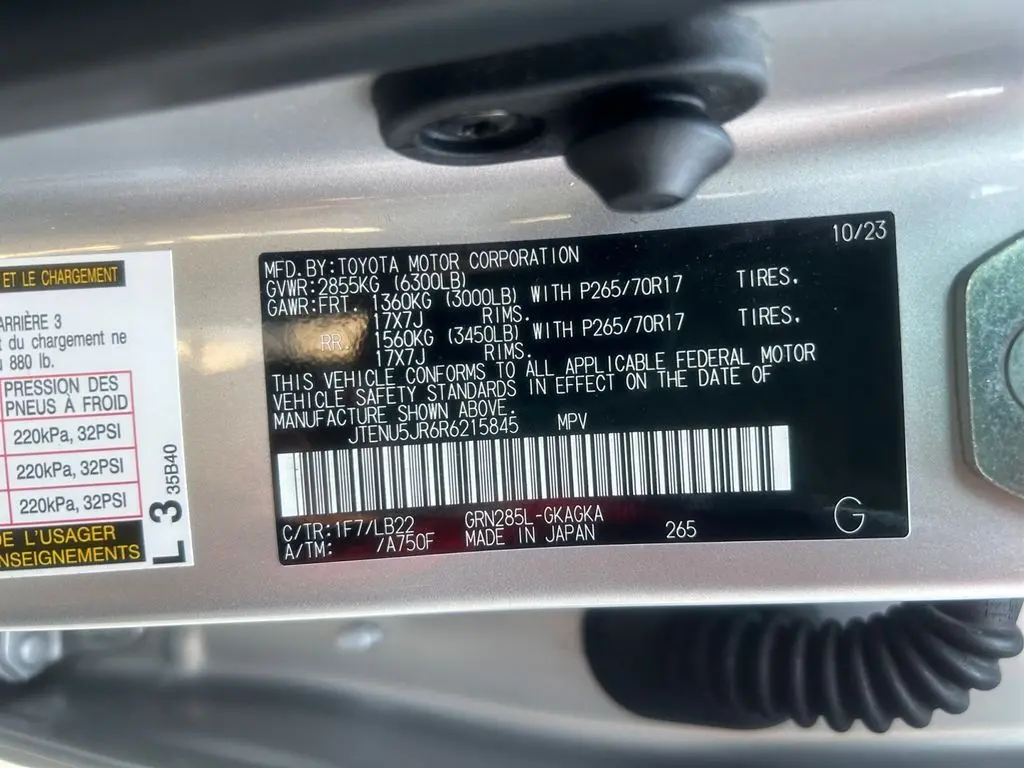 ET LE CHARGEMENT
ARRIÈRE 3
t du chargement ne
880 lb.
PRESSION DES
PNEUS À FROID
220kPa, 32PSI
220kPa, 32PSI
220kPa, 32PSI
DE L'USAGER
NSEIGNEMENTS
L 3 35B40
10/23
MFD.BY:TOYOTA MOTOR CORPORATION
GVWR:2855KG (6300LB)
GAWR:FRT. 1360KG (3000LB) WITH P265/70R17 TIRES.
17X7J RIMS.
RR. 1560KG (3450LB) WITH P265/70R17 TIRES.
17X7J RIMS.
THIS VEHICLE CONFORMS TO ALL APPLICABLE FEDERAL MOTOR
VEHICLE SAFETY STANDARDS IN EFFECT ON THE DATE OF
MANUFACTURE SHOWN ABOVE.
JTENU5JR6R6215845 MPV
C/TR:1F7/LB22 GRN285L-GKAGKA
A/TM: /A750F MADE IN JAPAN 265
G